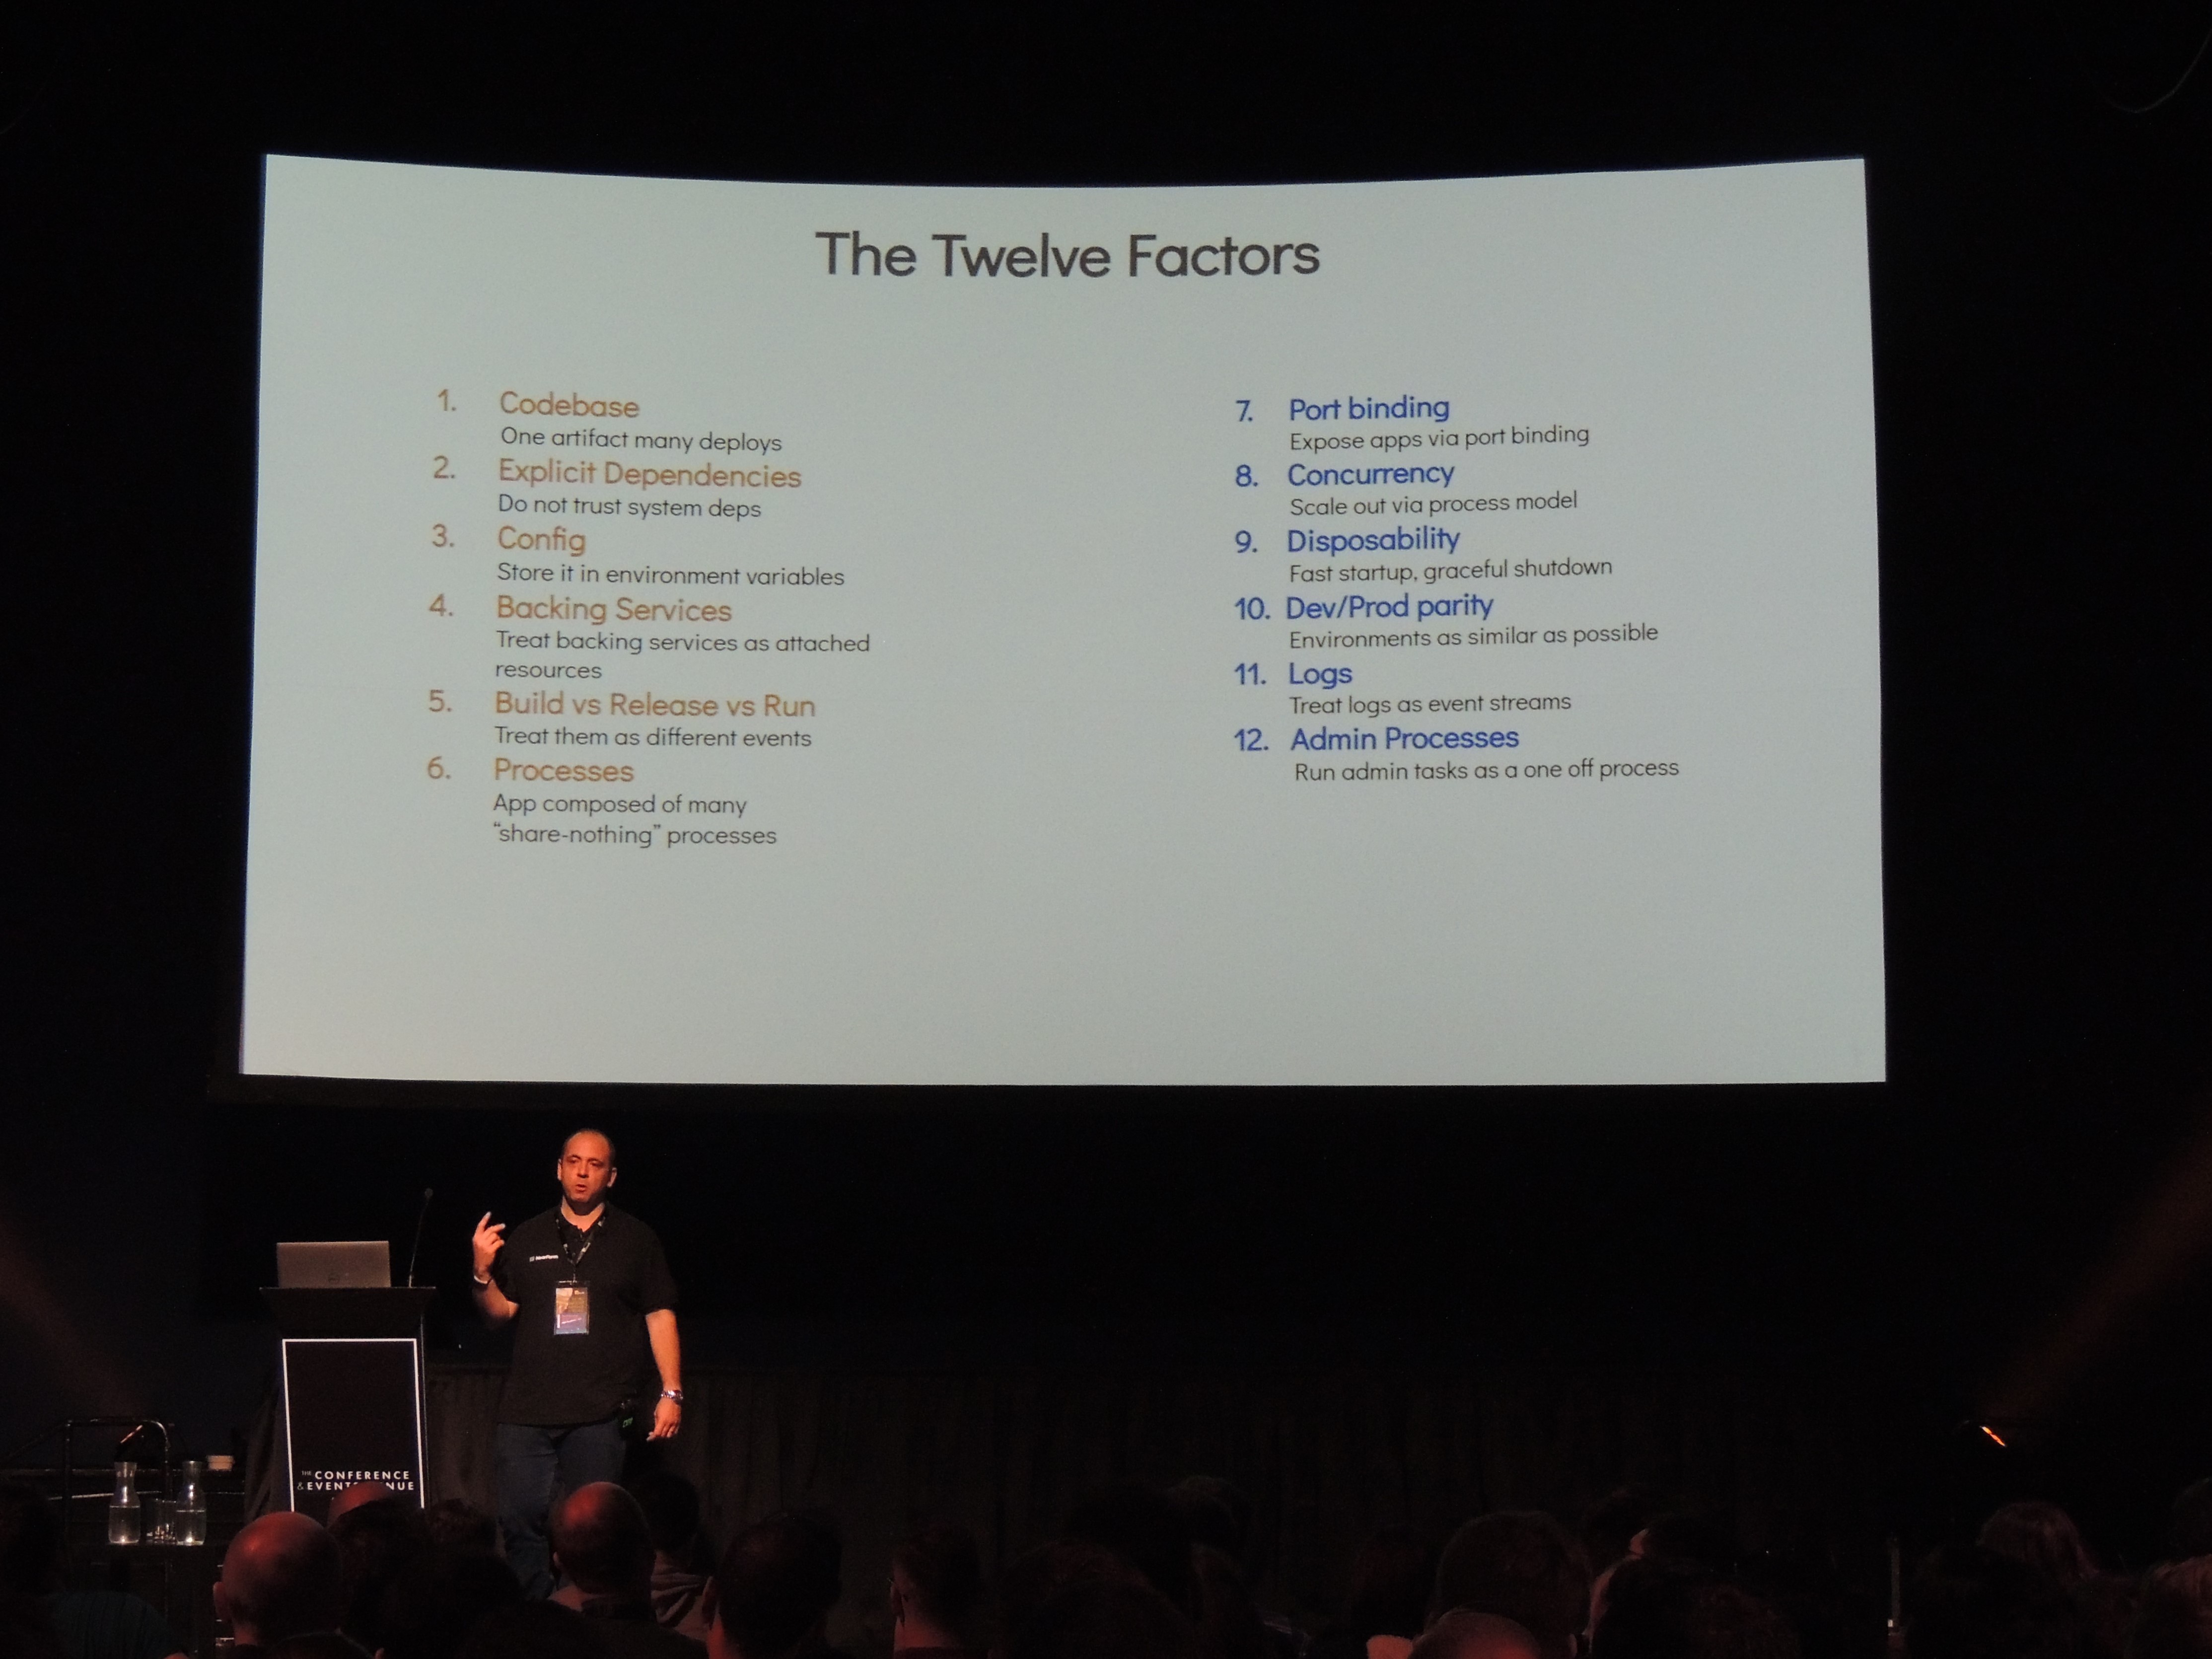 The Twelve Factors
1. Codebase
One artifact many deploys
2. Explicit Dependencies
Do not trust system deps
3. Config
Store it in environment variables
4. Backing Services
Treat backing services as attached
resources
5. Build vs Release vs Run
Treat them as different events
6. Processes
App composed of many
“share-nothing” processes
7. Port binding
Expose apps via port binding
8. Concurrency
Scale out via process model
9. Disposability
Fast startup, graceful shutdown
10. Dev/Prod parity
Environments as similar as possible
11. Logs
Treat logs as event streams
12. Admin Processes
Run admin tasks as a one off process
THE CONFERENCE